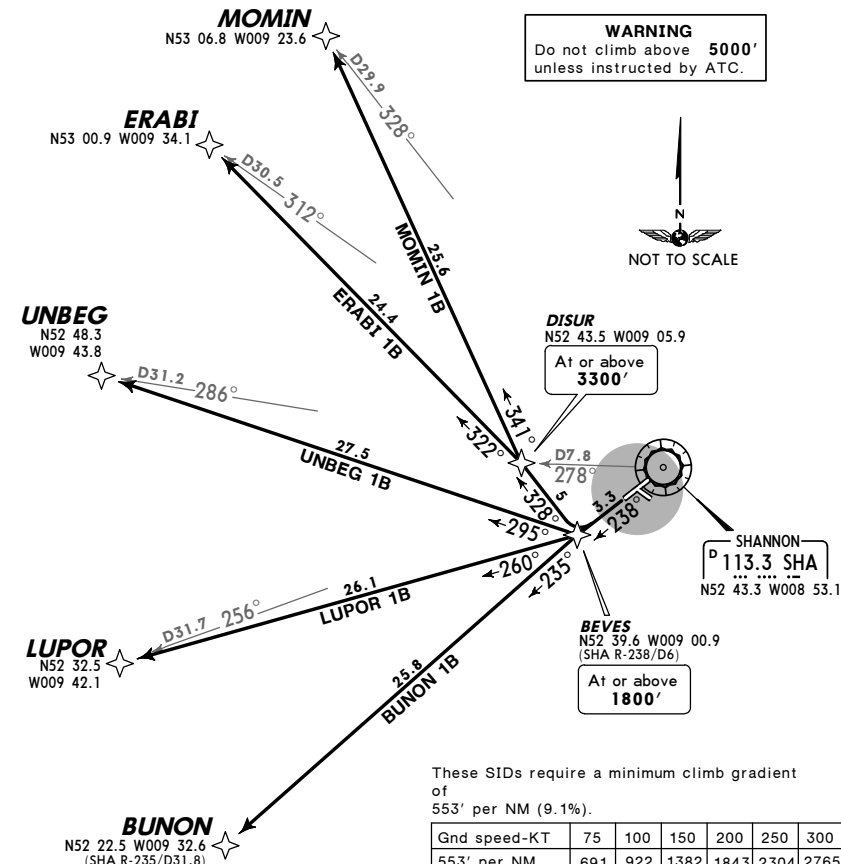 MOMIN
N53 06.8 W009 23.6
WARNING
Do not climb above 5000'
unless instructed by ATC.
D29.9
328°
ERABI
N53 00.9 W009 34.1
D30.5
312°
N
NOT TO SCALE
25.6
MOMIN 1B
24.4
ERABI 1B
UNBEG
N52 48.3
W009 43.8
D31.2
286°
DISUR
N52 43.5 W009 05.9
At or above
3300'
341°
322°
27.5
UNBEG 1B
D7.8
278°
5
328°
3.3
238°
295°
260°
235°
SHANNON
D 113.3 SHA
N52 43.3 W008 53.1
26.1
LUPOR 1B
D31.7
256°
LUPOR
N52 32.5
W009 42.1
BEVES
N52 39.6 W009 00.9
(SHA R-238/D6)
At or above
1800'
25.8
BUNON 1B
BUNON
N52 22.5 W009 32.6
(SHA R-235/D31.8)
These SIDs require a minimum climb gradient
of
553' per NM (9.1%).
Gnd speed-KT 75 100 150 200 250 300
553' per NM 691 922 1382 1843 2304 2765